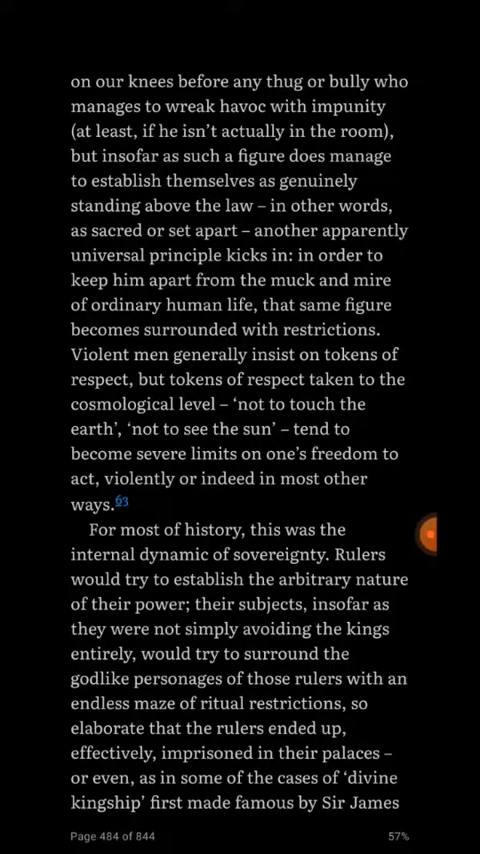 on our knees before any thug or bully who
manages to wreak havoc with impunity
(at least, if he isn’t actually in the room),
but insofar as such a figure does manage
to establish themselves as genuinely
standing above the law – in other words,
as sacred or set apart – another apparently
universal principle kicks in: in order to
keep him apart from the muck and mire
of ordinary human life, that same figure
becomes surrounded with restrictions.
Violent men generally insist on tokens of
respect, but tokens of respect taken to the
cosmological level – ‘not to touch the
earth’, ‘not to see the sun’ – tend to
become severe limits on one’s freedom to
act, violently or indeed in most other
ways.63
For most of history, this was the
internal dynamic of sovereignty. Rulers
would try to establish the arbitrary nature
of their power; their subjects, insofar as
they were not simply avoiding the kings
entirely, would try to surround the
godlike personages of those rulers with an
endless maze of ritual restrictions, so
elaborate that the rulers ended up,
effectively, imprisoned in their palaces –
or even, as in some of the cases of ‘divine
kingship’ first made famous by Sir James
Page 484 of 844
57%